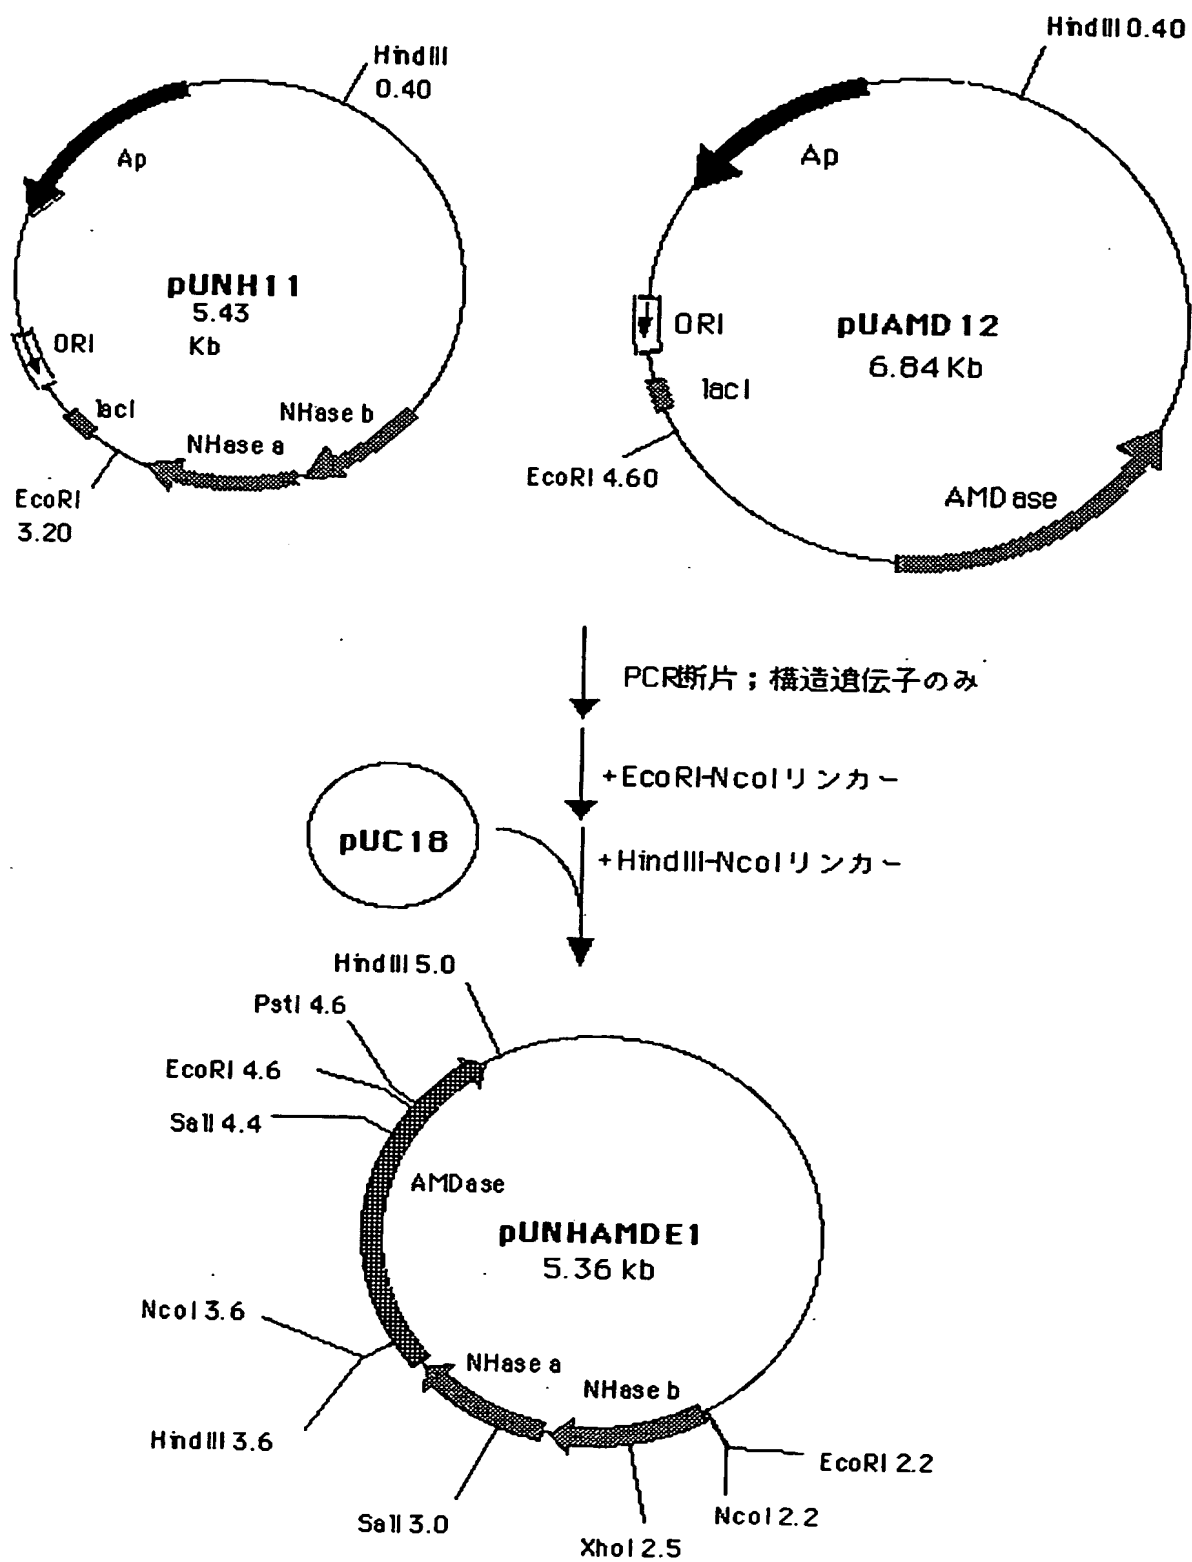 HindIII
0.40
Ap
pUNH11
5.43
Kb
ORI
lacI
NHase b
NHase a
EcoRI
3.20
HindIII 0.40
Ap
pUAMD12
6.84 Kb
ORI
lacI
EcoRI 4.60
AMDase
PCR断片；構造遺伝子のみ
+EcoRI-NcoIリンカー
pUC18
+HindIII-NcoIリンカー
HindIII 5.0
PstI 4.6
EcoRI 4.6
SalI 4.4
AMDase
pUNHAMDE1
5.36 kb
NcoI 3.6
NHase a
NHase b
HindIII 3.6
EcoRI 2.2
NcoI 2.2
SalI 3.0
XhoI 2.5